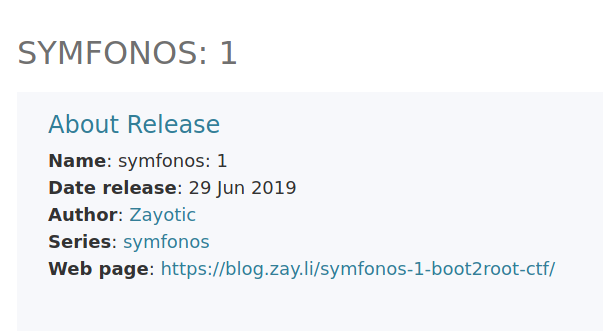 SYMFONOS: 1
About Release
Name: symfonos: 1
Date release: 29 Jun 2019
Author: Zayotic
Series: symfonos
Web page: https://blog.zay.li/symfonos-1-boot2root-ctf/